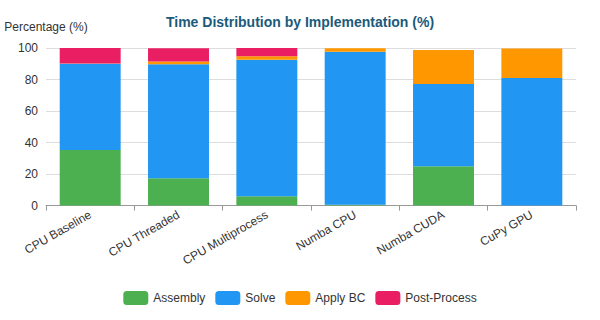 Time Distribution by Implementation (%)
Percentage (%)
100
80
60
40
20
0
CPU Baseline
CPU Threaded
CPU Multiprocess
Numba CPU
Numba CUDA
CuPy GPU
Assembly
Solve
Apply BC
Post-Process